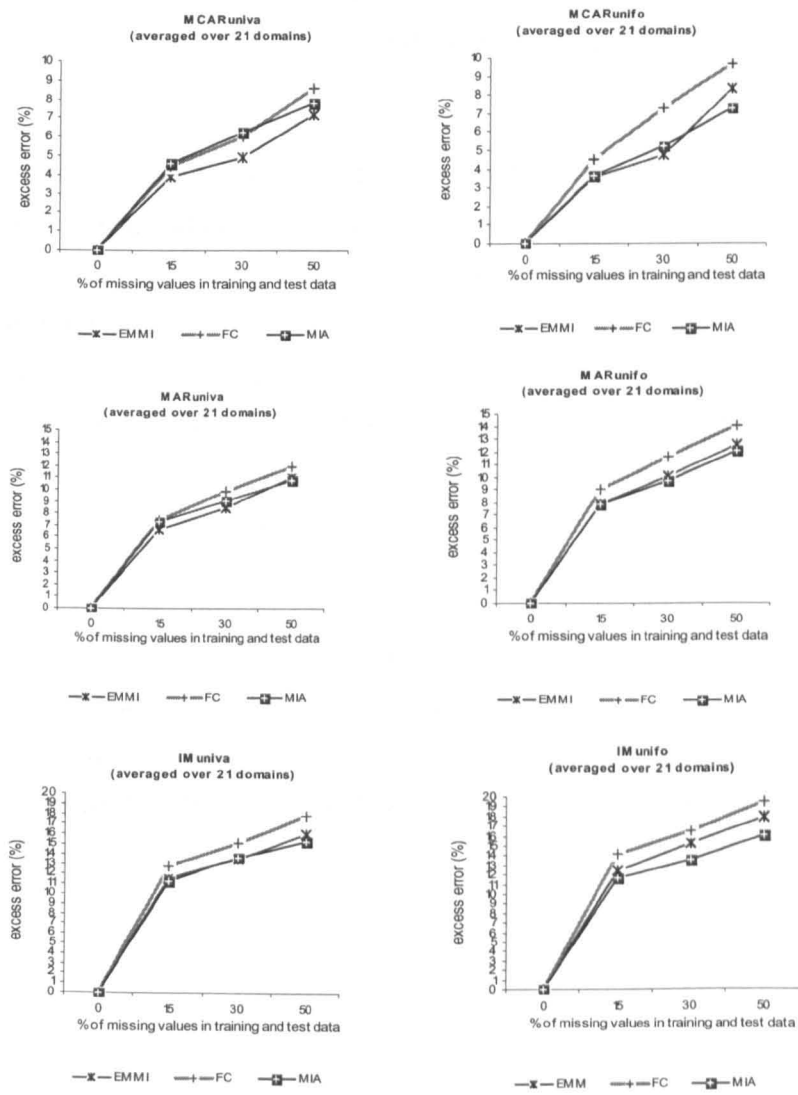 MCARuniva
(averaged over 21 domains)
10
9
8
7
6
5
4
3
2
1
0
excess error (%)
0 15 30 50
% of missing values in training and test data
EMMI FC MIA
MCARunifo
(averaged over 21 domains)
10
9
8
7
6
5
4
3
2
1
0
excess error (%)
0 15 30 50
% of missing values in training and test data
EMMI FC MIA
MARuniva
(averaged over 21 domains)
15
14
13
12
11
10
9
8
7
6
5
4
3
2
1
0
excess error (%)
0 15 30 50
% of missing values in training and test data
EMMI FC MIA
MARunifo
(averaged over 21 domains)
15
14
13
12
11
10
9
8
7
6
5
4
3
2
1
0
excess error (%)
0 15 30 50
% of missing values in training and test data
EMMI FC MIA
IMuniva
(averaged over 21 domains)
20
19
18
17
16
15
14
13
12
11
10
9
8
7
6
5
4
3
2
1
0
excess error (%)
0 15 30 50
% of missing values in training and test data
EMMI FC MIA
IMunifo
(averaged over 21 domains)
20
19
18
17
16
15
14
13
12
11
10
9
8
7
6
5
4
3
2
1
0
excess error (%)
0 15 30 50
% of missing values in training and test data
EMM FC MIA